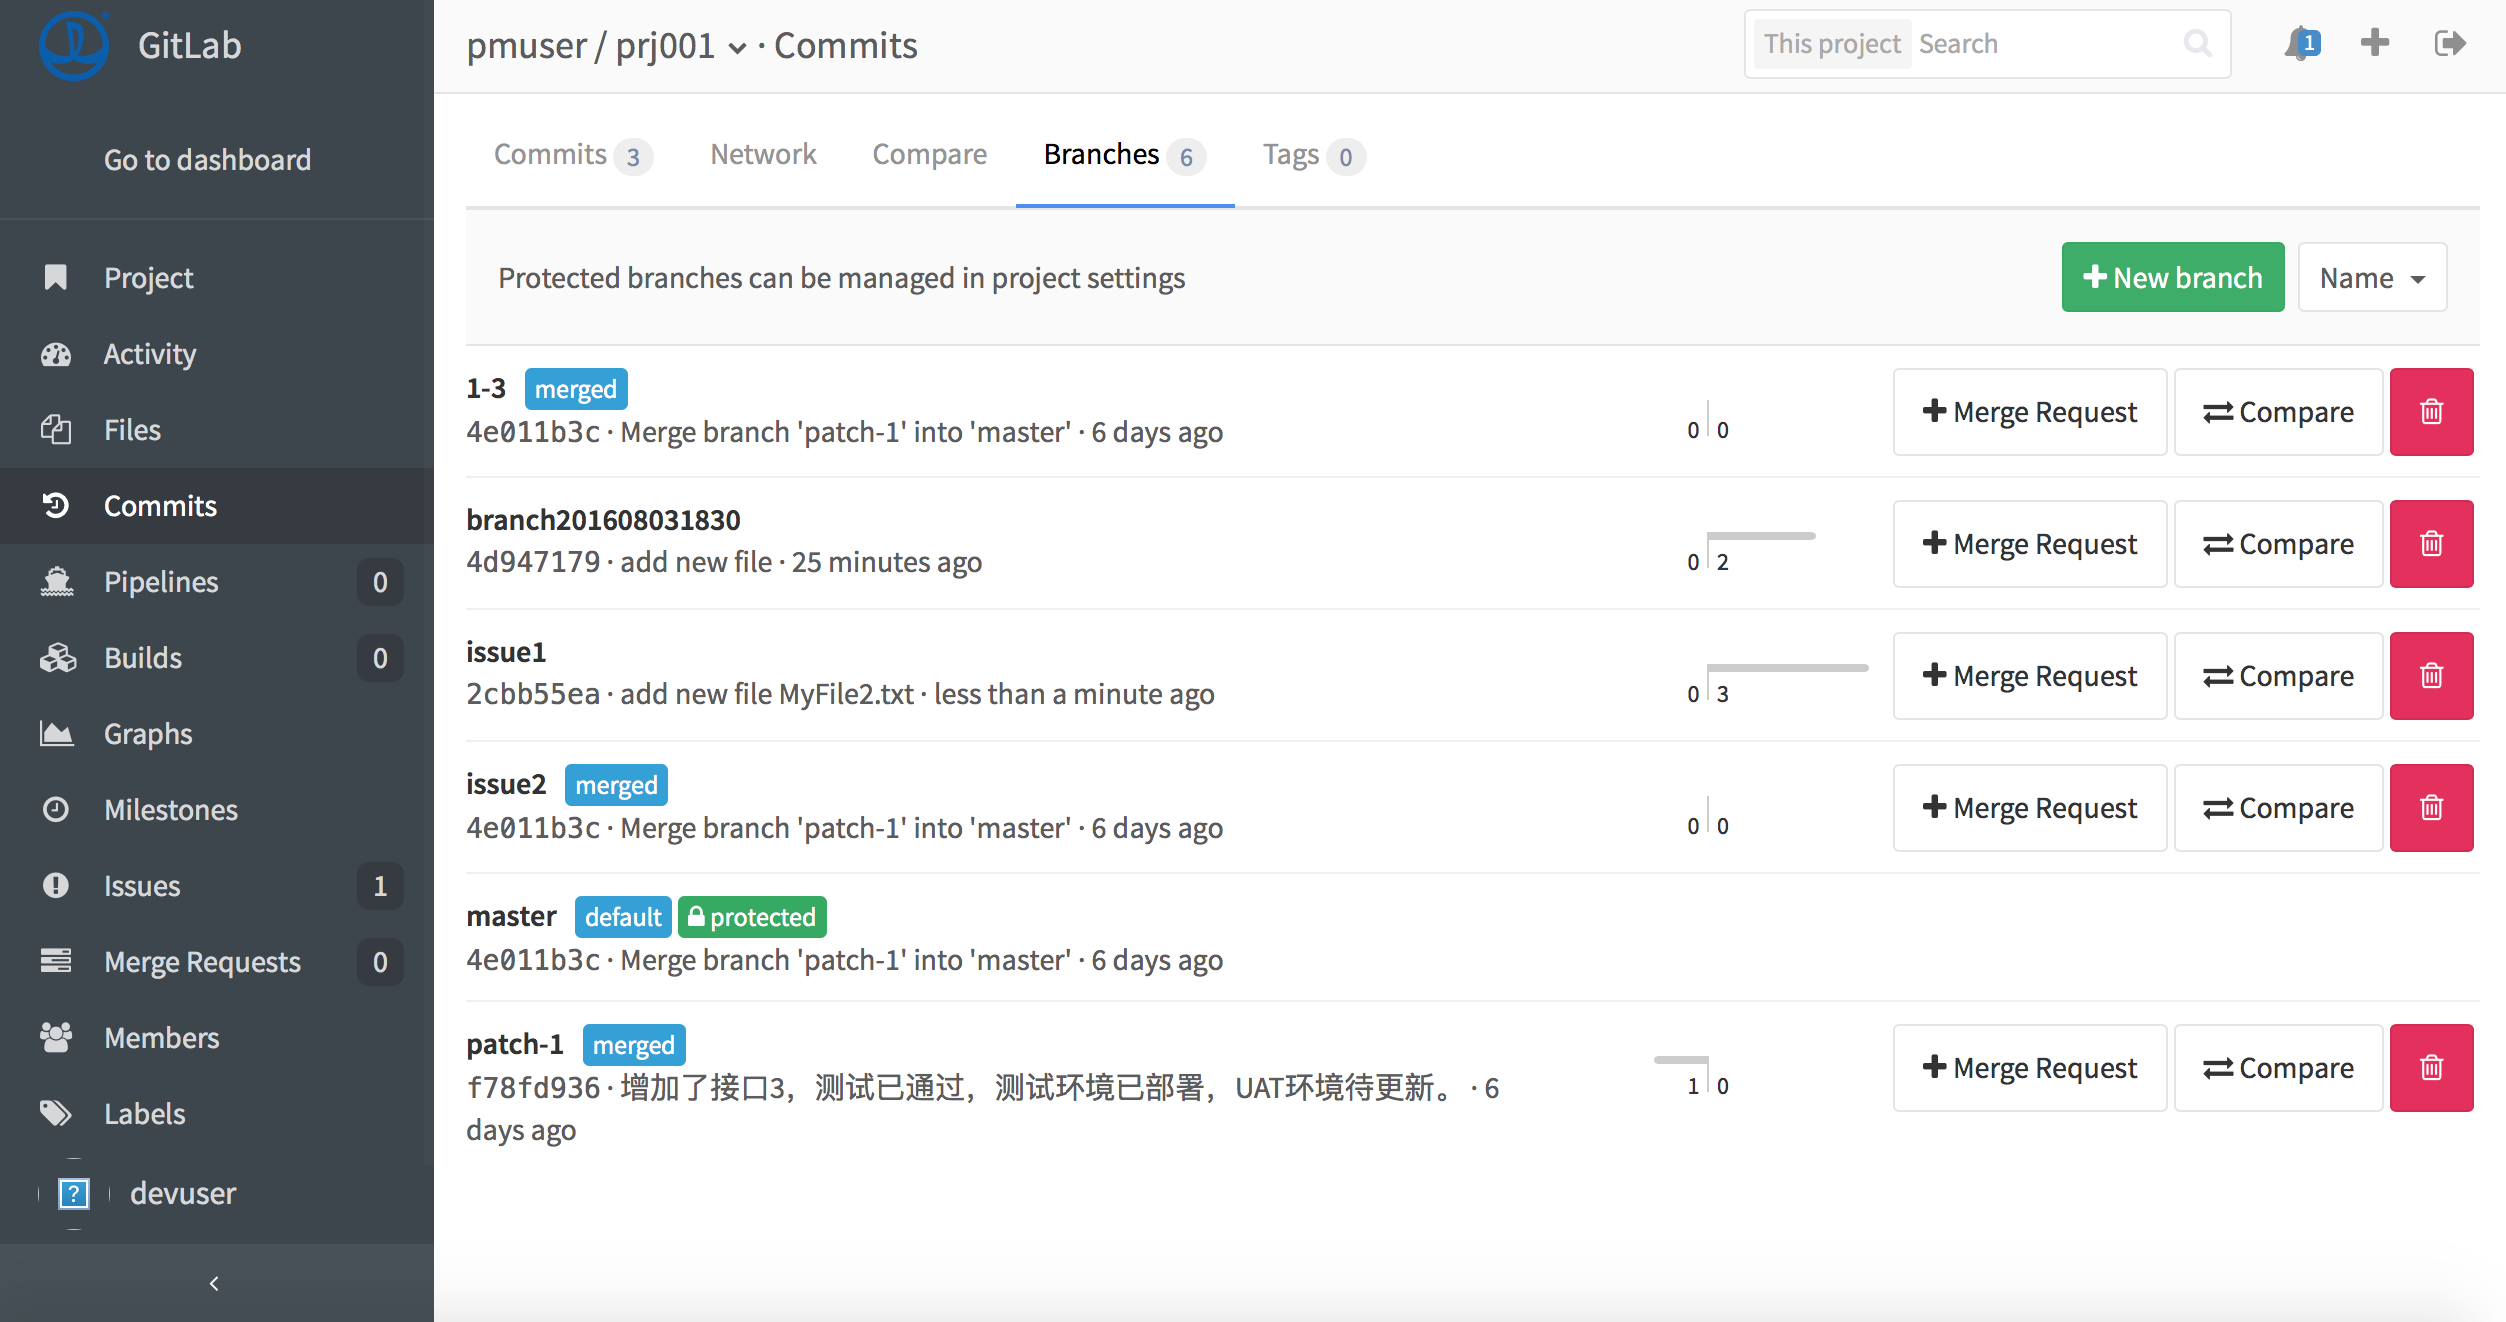 GitLab
Go to dashboard
Project
Activity
Files
Commits
Pipelines 0
Builds 0
Graphs
Milestones
Issues 1
Merge Requests 0
Members
Labels
devuser
pmuser / prj001 · Commits
This project Search
1
Commits 3 Network Compare Branches 6 Tags 0
Protected branches can be managed in project settings
New branch Name
1-3 merged
4e011b3c · Merge branch 'patch-1' into 'master' · 6 days ago
0 0
Merge Request Compare
branch201608031830
4d947179 · add new file · 25 minutes ago
0 2
Merge Request Compare
issue1
2cbb55ea · add new file MyFile2.txt · less than a minute ago
0 3
Merge Request Compare
issue2 merged
4e011b3c · Merge branch 'patch-1' into 'master' · 6 days ago
0 0
Merge Request Compare
master default protected
4e011b3c · Merge branch 'patch-1' into 'master' · 6 days ago
patch-1 merged
f78fd936 · 增加了接口3，测试已通过，测试环境已部署，UAT环境待更新。 · 6
days ago
1 0
Merge Request Compare